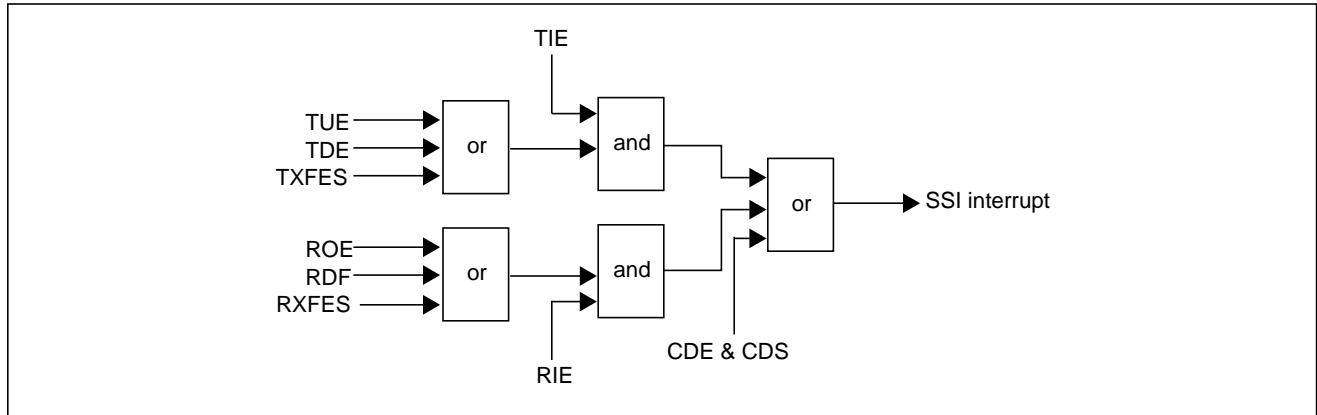 TIE
TUE
TDE
TXFES
or
and
or
SSI interrupt
ROE
RDF
RXFES
or
and
CDE & CDS
RIE